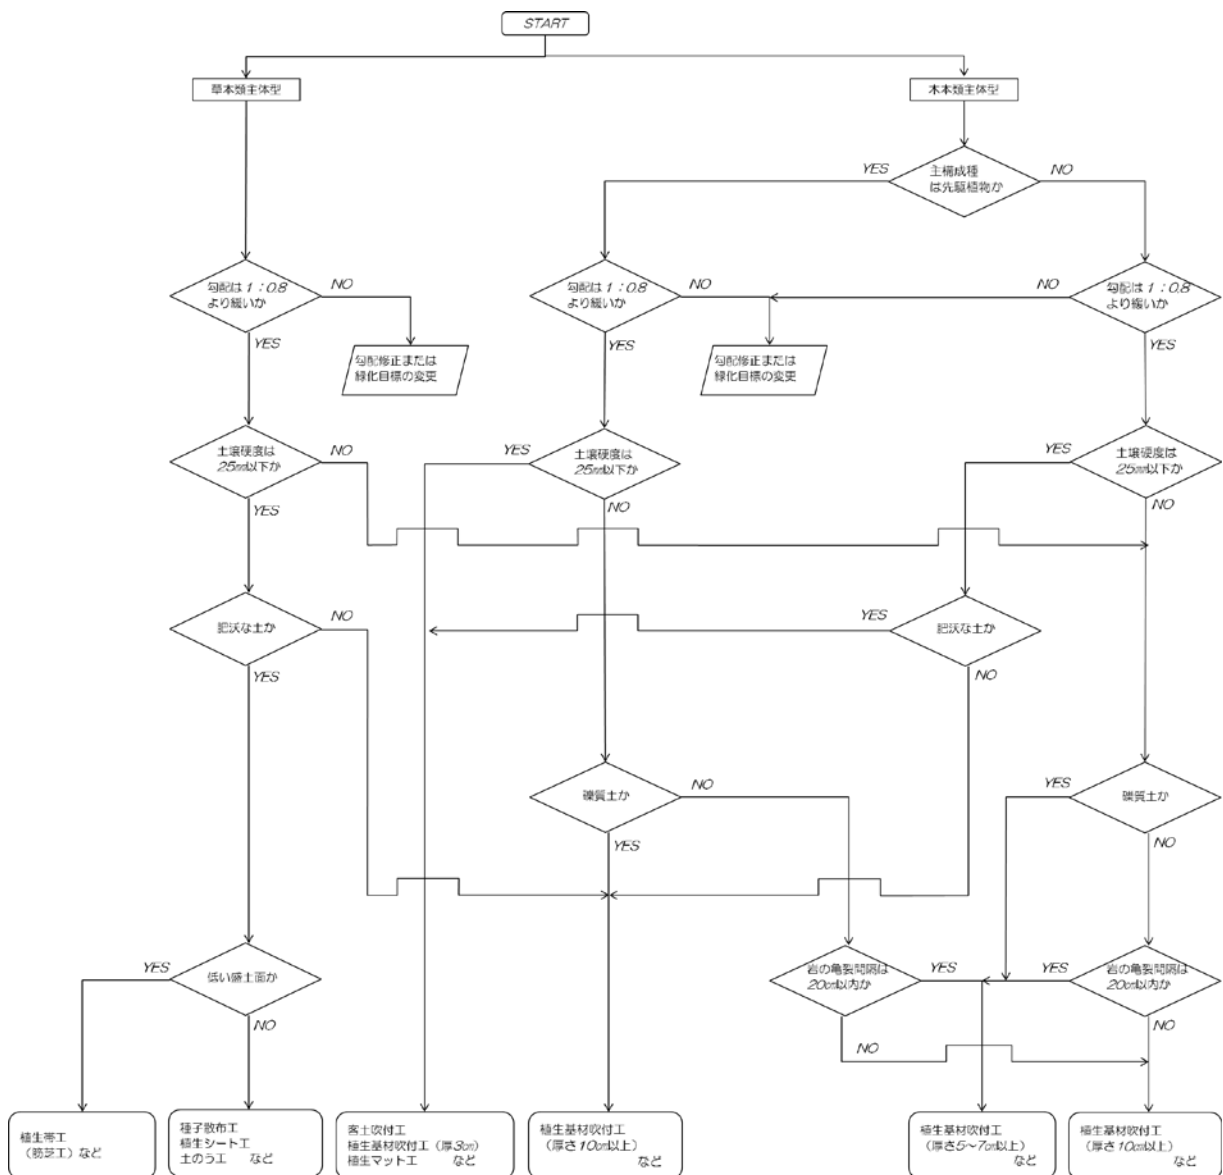 START
草本類主体型
木本類主体型
YES
主構成種
は先駆植物か
NO
勾配は1：0.8
より緩いか
NO
YES
勾配修正または
緑化目標の変更
勾配は1：0.8
より緩いか
NO
YES
勾配修正または
緑化目標の変更
NO
勾配は1：0.8
より緩いか
YES
土壌硬度は
25㎜以下か
NO
YES
YES
土壌硬度は
25㎜以下か
NO
YES
土壌硬度は
25㎜以下か
NO
肥沃な土か
NO
YES
YES
肥沃な土か
NO
礫質土か
NO
YES
YES
礫質土か
NO
YES
低い盛土面か
NO
岩の亀裂間隔は
20㎝以内か
YES
NO
YES
岩の亀裂間隔は
20㎝以内か
NO
植生帯工
（筋芝工）など
種子散布工
植生シート工
土のう工　など
客土吹付工
植生基材吹付工（厚3㎝）
植生マット工　など
植生基材吹付工
（厚さ10㎝以上）
など
植生基材吹付工
（厚さ5～7㎝以上）
など
植生基材吹付工
（厚さ10㎝以上）
など